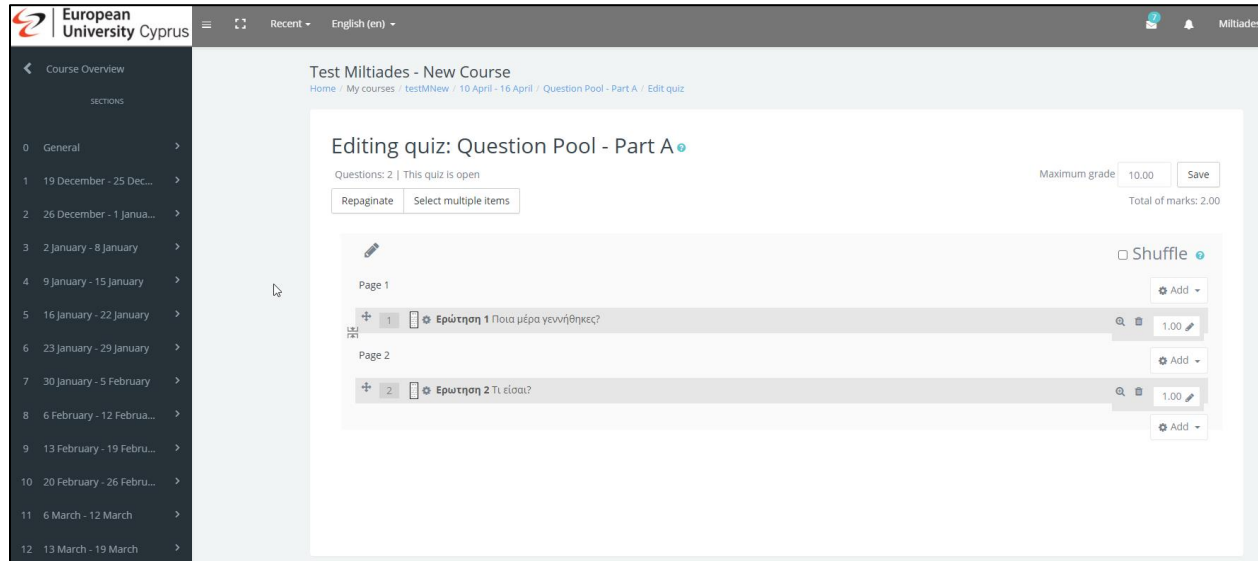 European
University Cyprus
Recent
English (en)
7
Miltiades
Course Overview
SECTIONS
0 General
1 19 December - 25 Dec...
2 26 December - 1 Janua...
3 2 January - 8 January
4 9 January - 15 January
5 16 January - 22 January
6 23 January - 29 January
7 30 January - 5 February
8 6 February - 12 Februa...
9 13 February - 19 Febru...
10 20 February - 26 Febru...
11 6 March - 12 March
12 13 March - 19 March
Test Miltiades - New Course
Home / My courses / testMNew / 10 April - 16 April / Question Pool - Part A / Edit quiz
Editing quiz: Question Pool - Part A
Questions: 2 | This quiz is open
Maximum grade 10.00 Save
Repaginate Select multiple items
Total of marks: 2.00
Shuffle
Page 1
Add
1 Ερώτηση 1 Ποια μέρα γεννήθηκες?
1.00
Page 2
Add
2 Ερωτηση 2 Τι είσαι?
1.00
Add